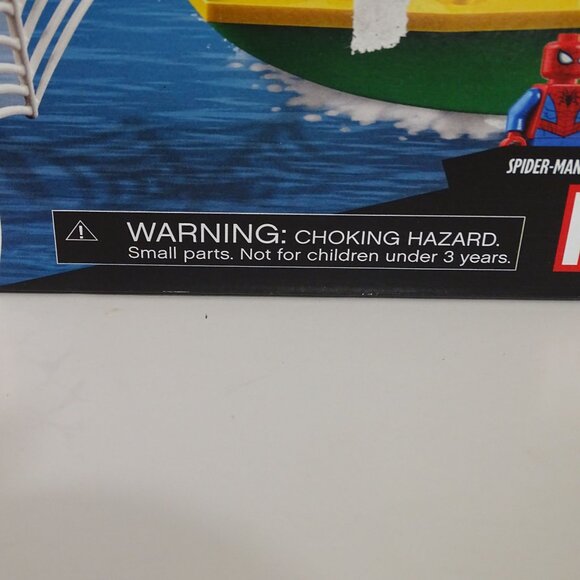 SPIDER-MAN
WARNING: CHOKING HAZARD.
Small parts. Not for children under 3 years.